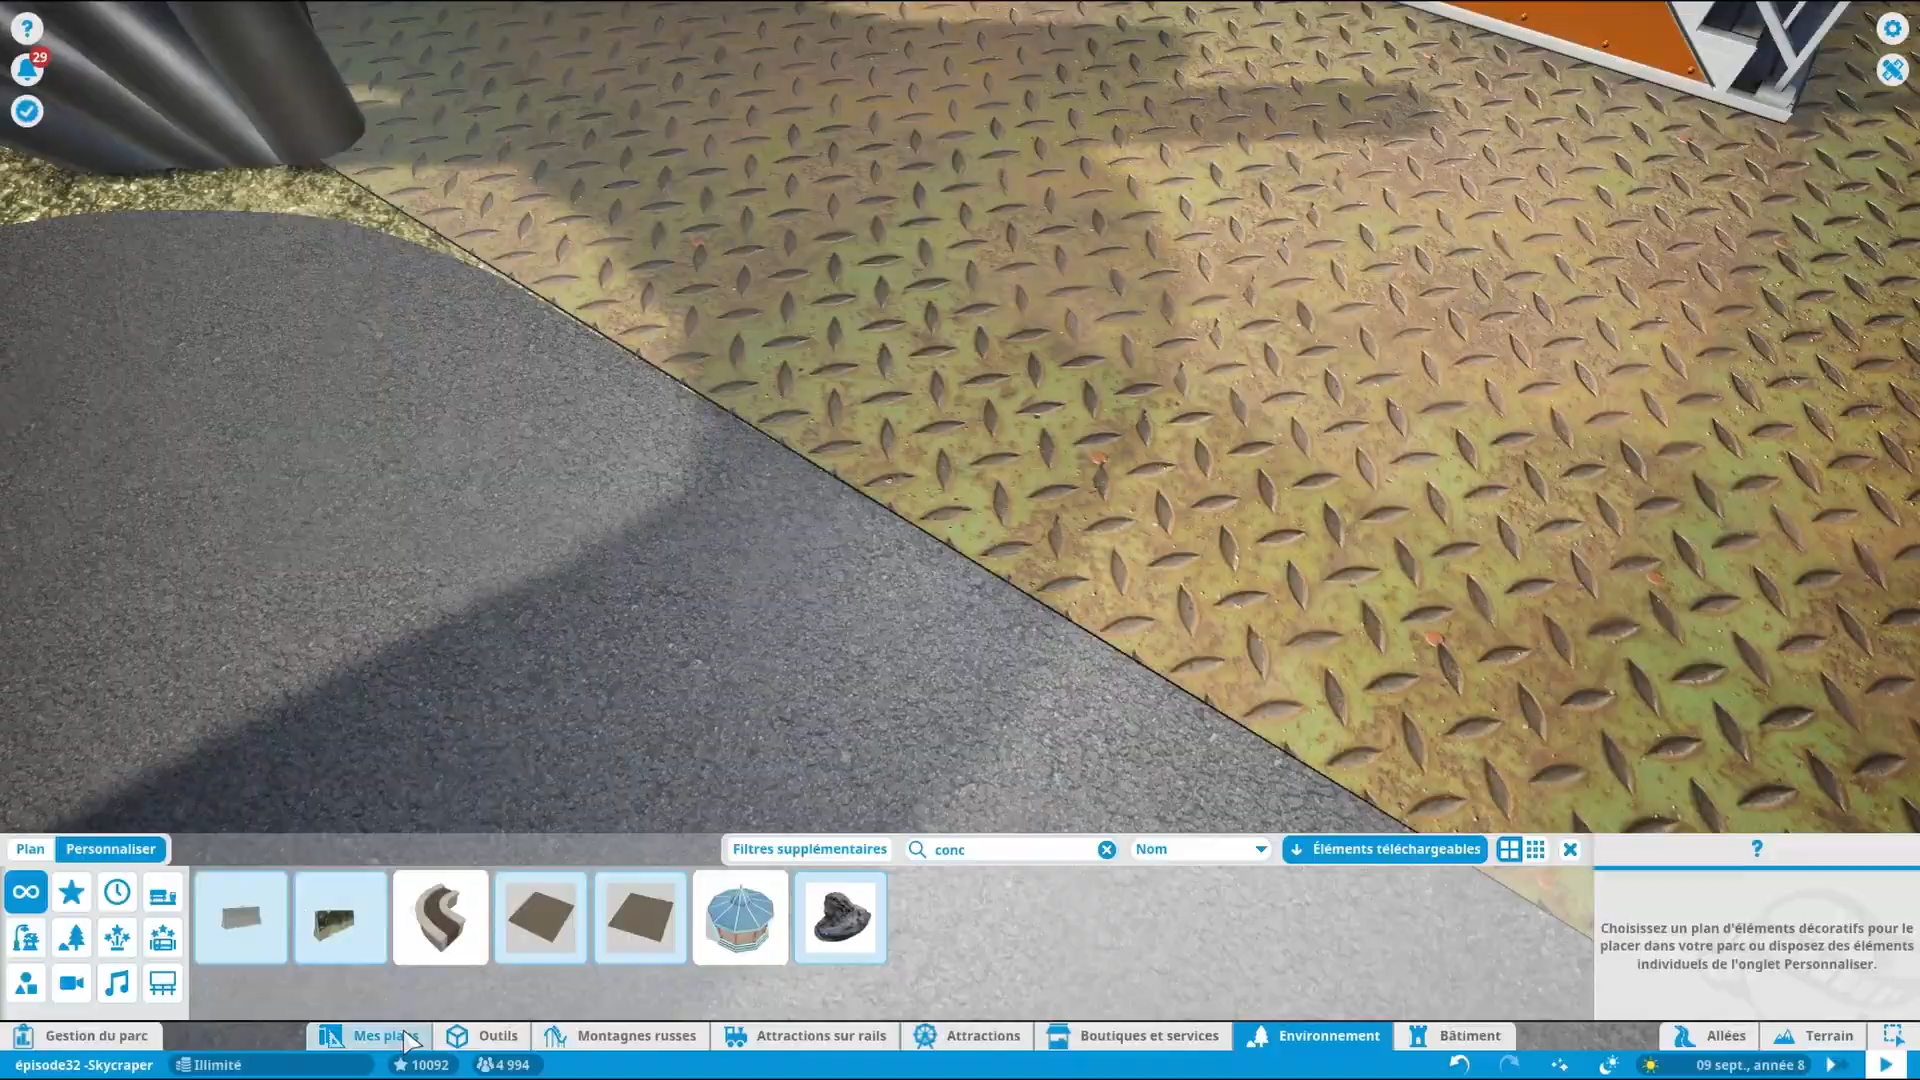 29
Plan
Personnaliser
Filtres supplémentaires
conc
Nom
Éléments téléchargeables
?
Choisissez un plan d'éléments décoratifs pour le
placer dans votre parc ou disposez des éléments
individuels de l'onglet Personnaliser.
Gestion du parc
Mes plans
Outils
Montagnes russes
Attractions sur rails
Attractions
Boutiques et services
Environnement
Bâtiment
Allées
Terrain
épisode32 -Skycraper
Illimité
10092
4 994
09 sept., année 8